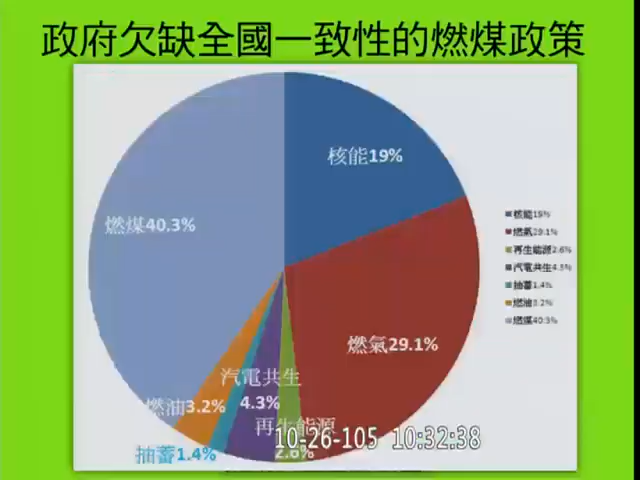 政府欠缺全國一致性的燃煤政策
核能19%
燃煤40.3%
燃氣29.1%
汽電共生
4.3%
燃油3.2%
再生能源
2.6%
抽蓄1.4%
10-26-105 10:32:38
核能19%
燃氣29.1%
再生能源2.6%
汽電共生4.3%
抽蓄1.4%
燃油3.2%
燃煤40.3%